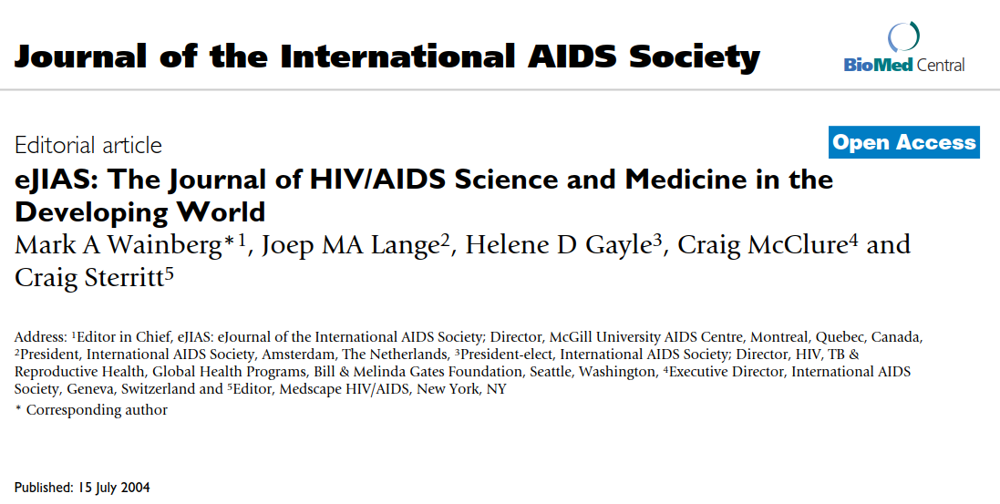 Journal of the International AIDS Society
BioMed Central
Editorial article
Open Access
eJIAS: The Journal of HIV/AIDS Science and Medicine in the
Developing World
Mark A Wainberg*1, Joep MA Lange2, Helene D Gayle3, Craig McClure4 and
Craig Sterritt5
Address: 1Editor in Chief, eJIAS: eJournal of the International AIDS Society; Director, McGill University AIDS Centre, Montreal, Quebec, Canada,
2President, International AIDS Society, Amsterdam, The Netherlands, 3President-elect, International AIDS Society; Director, HIV, TB &
Reproductive Health, Global Health Programs, Bill & Melinda Gates Foundation, Seattle, Washington, 4Executive Director, International AIDS
Society, Geneva, Switzerland and 5Editor, Medscape HIV/AIDS, New York, NY
* Corresponding author
Published: 15 July 2004